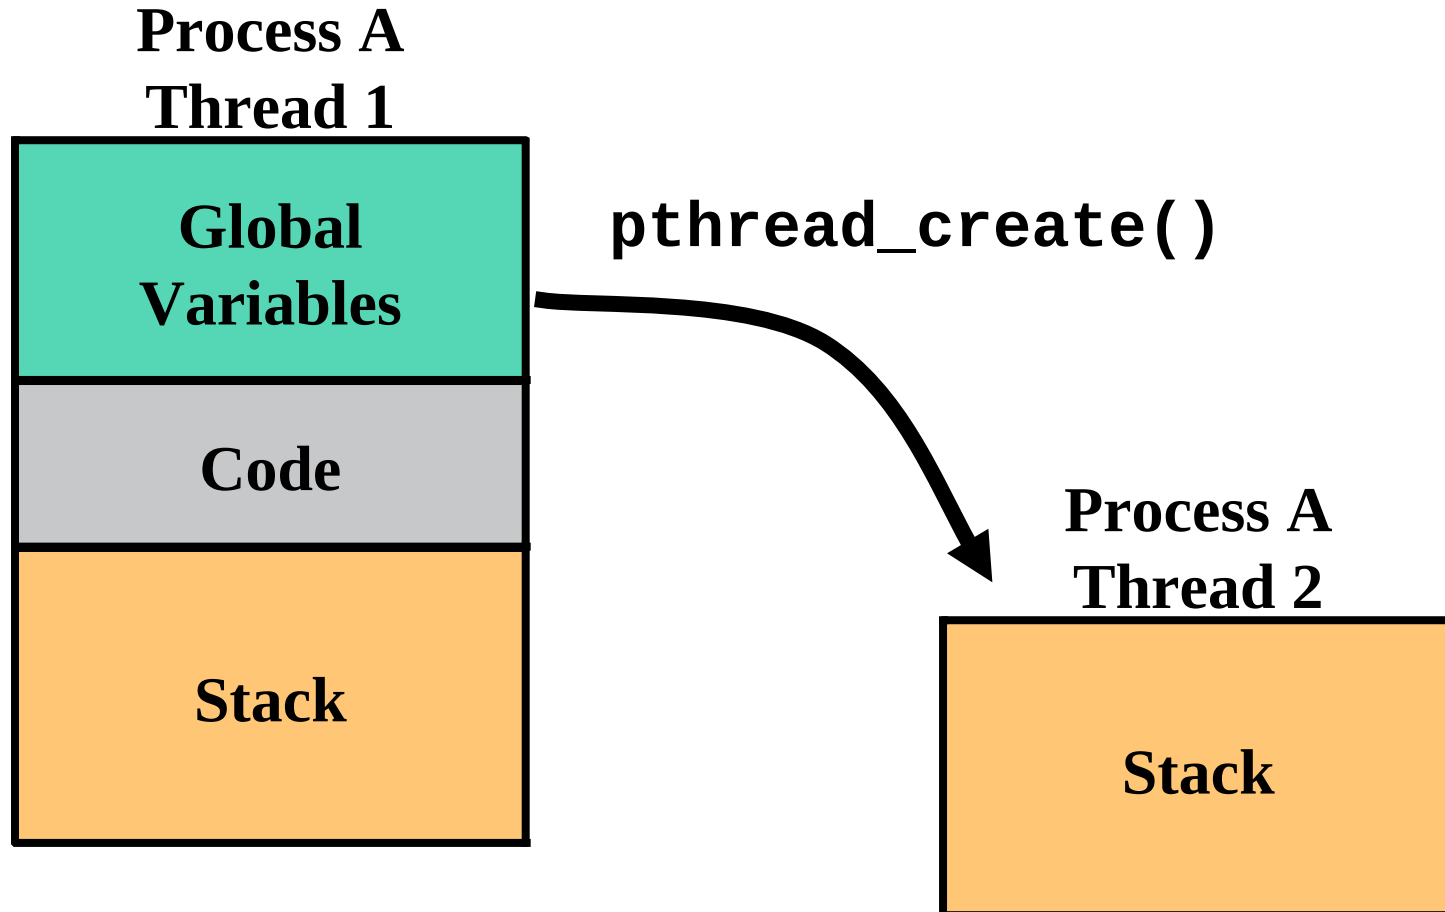 Process A
Thread 1
Global
Variables
Code
Stack
pthread_create()
Process A
Thread 2
Stack